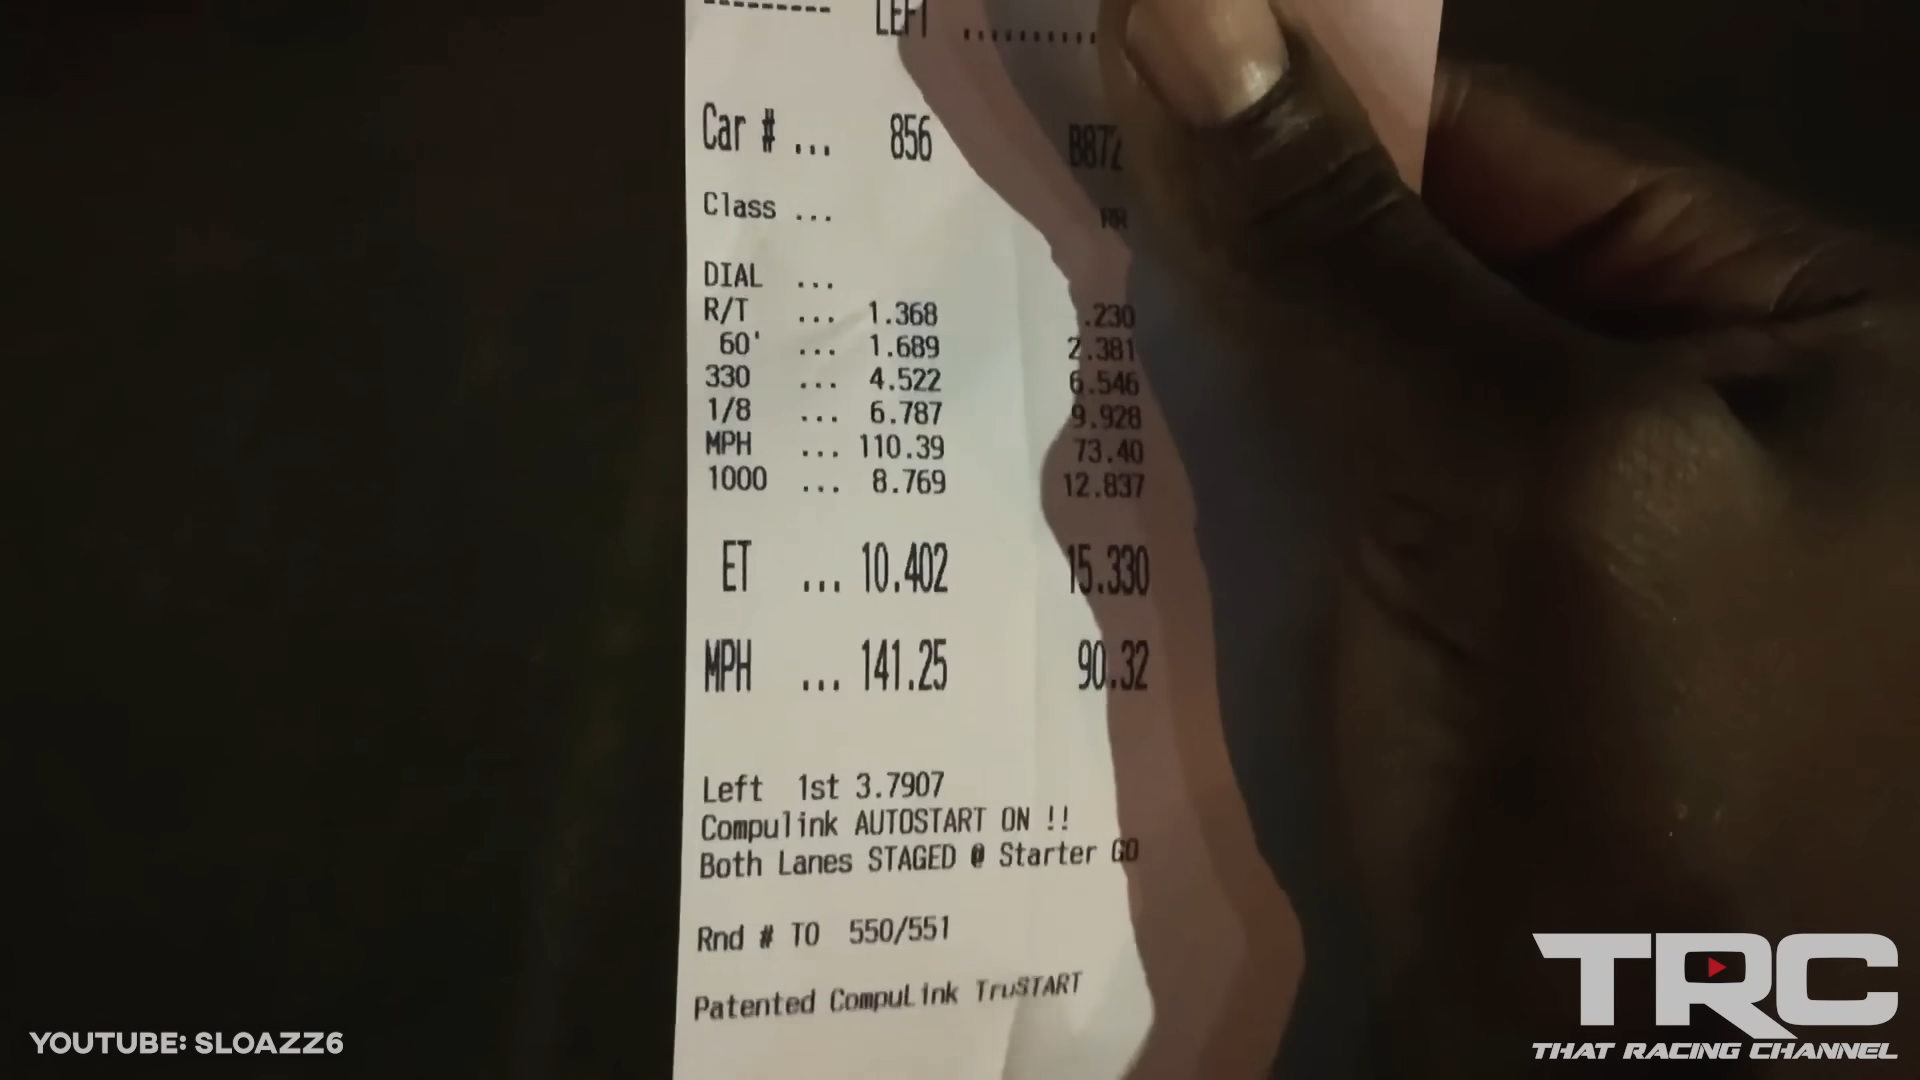 --------- LEFT ..........
Car # ... 856 B872
Class ... RR
DIAL ...
R/T ... 1.368 .230
60' ... 1.689 2.381
330 ... 4.522 6.546
1/8 ... 6.787 9.928
MPH ... 110.39 73.40
1000 ... 8.769 12.837
ET ... 10.402 15.330
MPH ... 141.25 90.32
Left 1st 3.7907
Compulink AUTOSTART ON !!
Both Lanes STAGED @ Starter GO
Rnd # TO 550/551
Patented CompuLink TruSTART
YOUTUBE: SLOAZZ6
TRC
THAT RACING CHANNEL